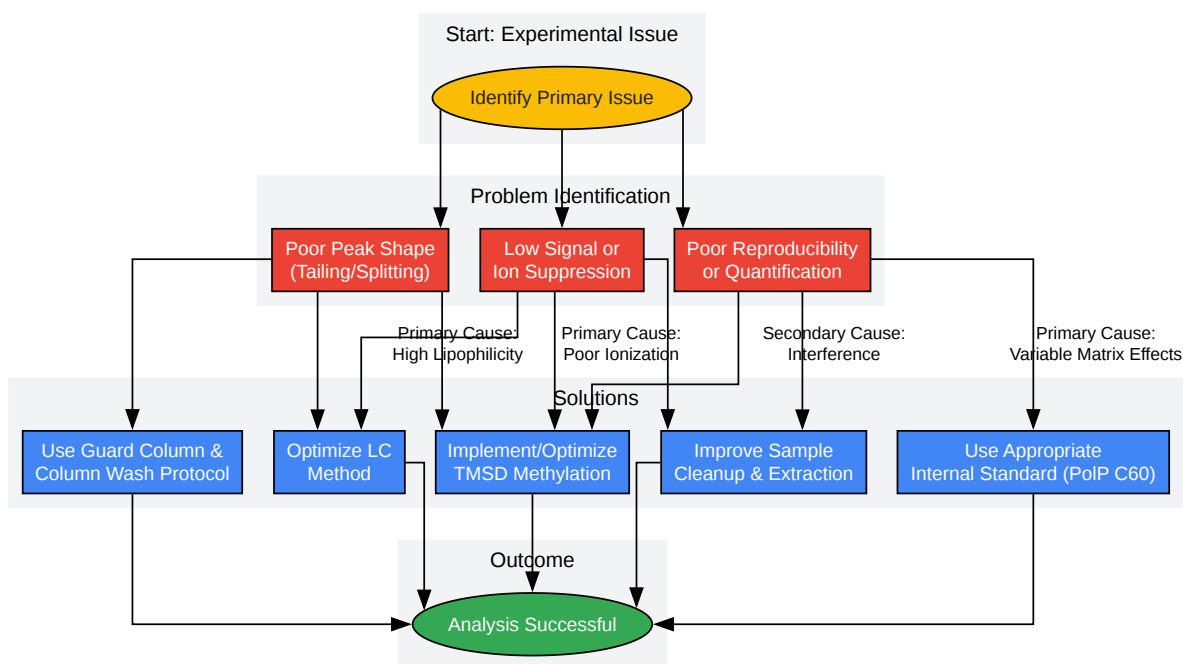 Start: Experimental Issue
Identify Primary Issue
Problem Identification
Poor Peak Shape
(Tailing/Splitting)
Low Signal or
Ion Suppression
Poor Reproducibility
or Quantification
Primary Cause:
High Lipophilicity
Primary Cause:
Poor Ionization
Secondary Cause:
Interference
Primary Cause:
Variable Matrix Effects
Solutions
Use Guard Column &
Column Wash Protocol
Optimize LC
Method
Implement/Optimize
TMSD Methylation
Improve Sample
Cleanup & Extraction
Use Appropriate
Internal Standard (PolP C60)
Outcome
Analysis Successful